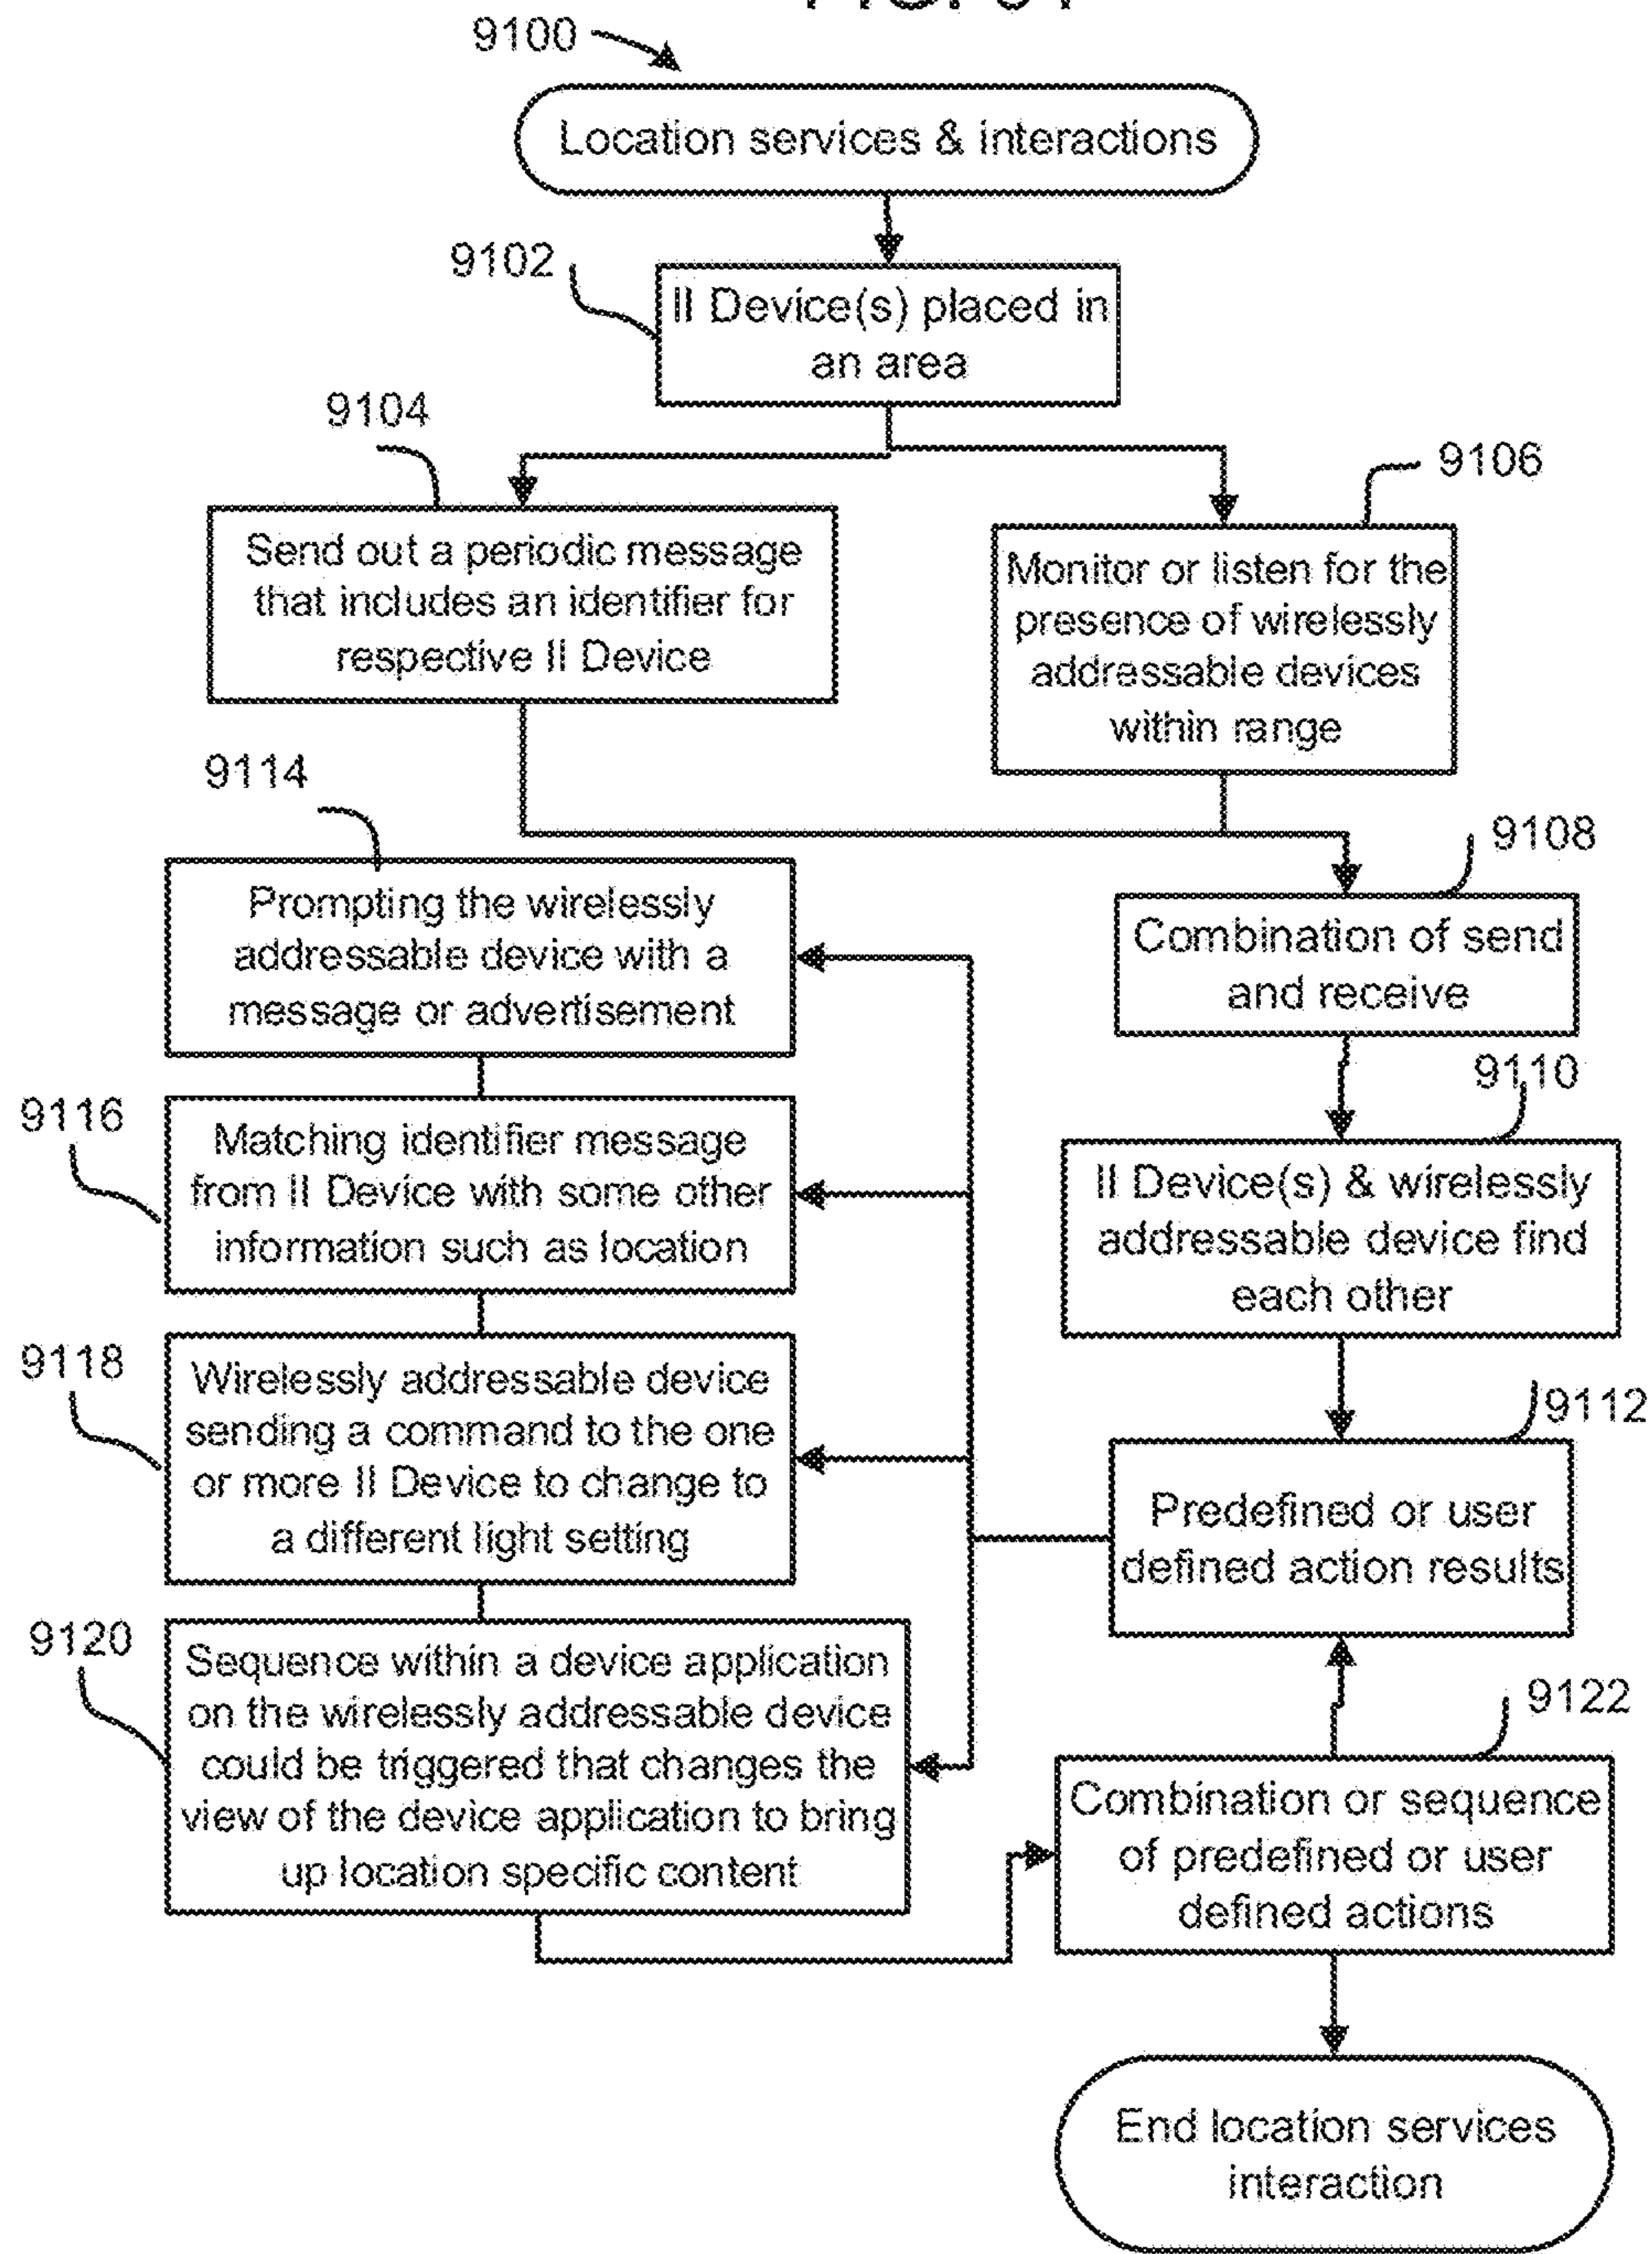 9100
Location services & interactions
9102
II Device(s) placed in
an area
9104
9106
Send out a periodic message
that includes an identifier for
respective II Device
Monitor or listen for the
presence of wirelessly
addressable devices
within range
9114
9108
Prompting the wirelessly
addressable device with a
message or advertisement
Combination of send
and receive
9110
9116
Matching identifier message
from II Device with some other
information such as location
II Device(s) & wirelessly
addressable device find
each other
9118
9112
Wirelessly addressable device
sending a command to the one
or more II Device to change to
a different light setting
Predefined or user
defined action results
9120
9122
Sequence within a device application
on the wirelessly addressable device
could be triggered that changes the
view of the device application to bring
up location specific content
Combination or sequence
of predefined or user
defined actions
End location services
interaction